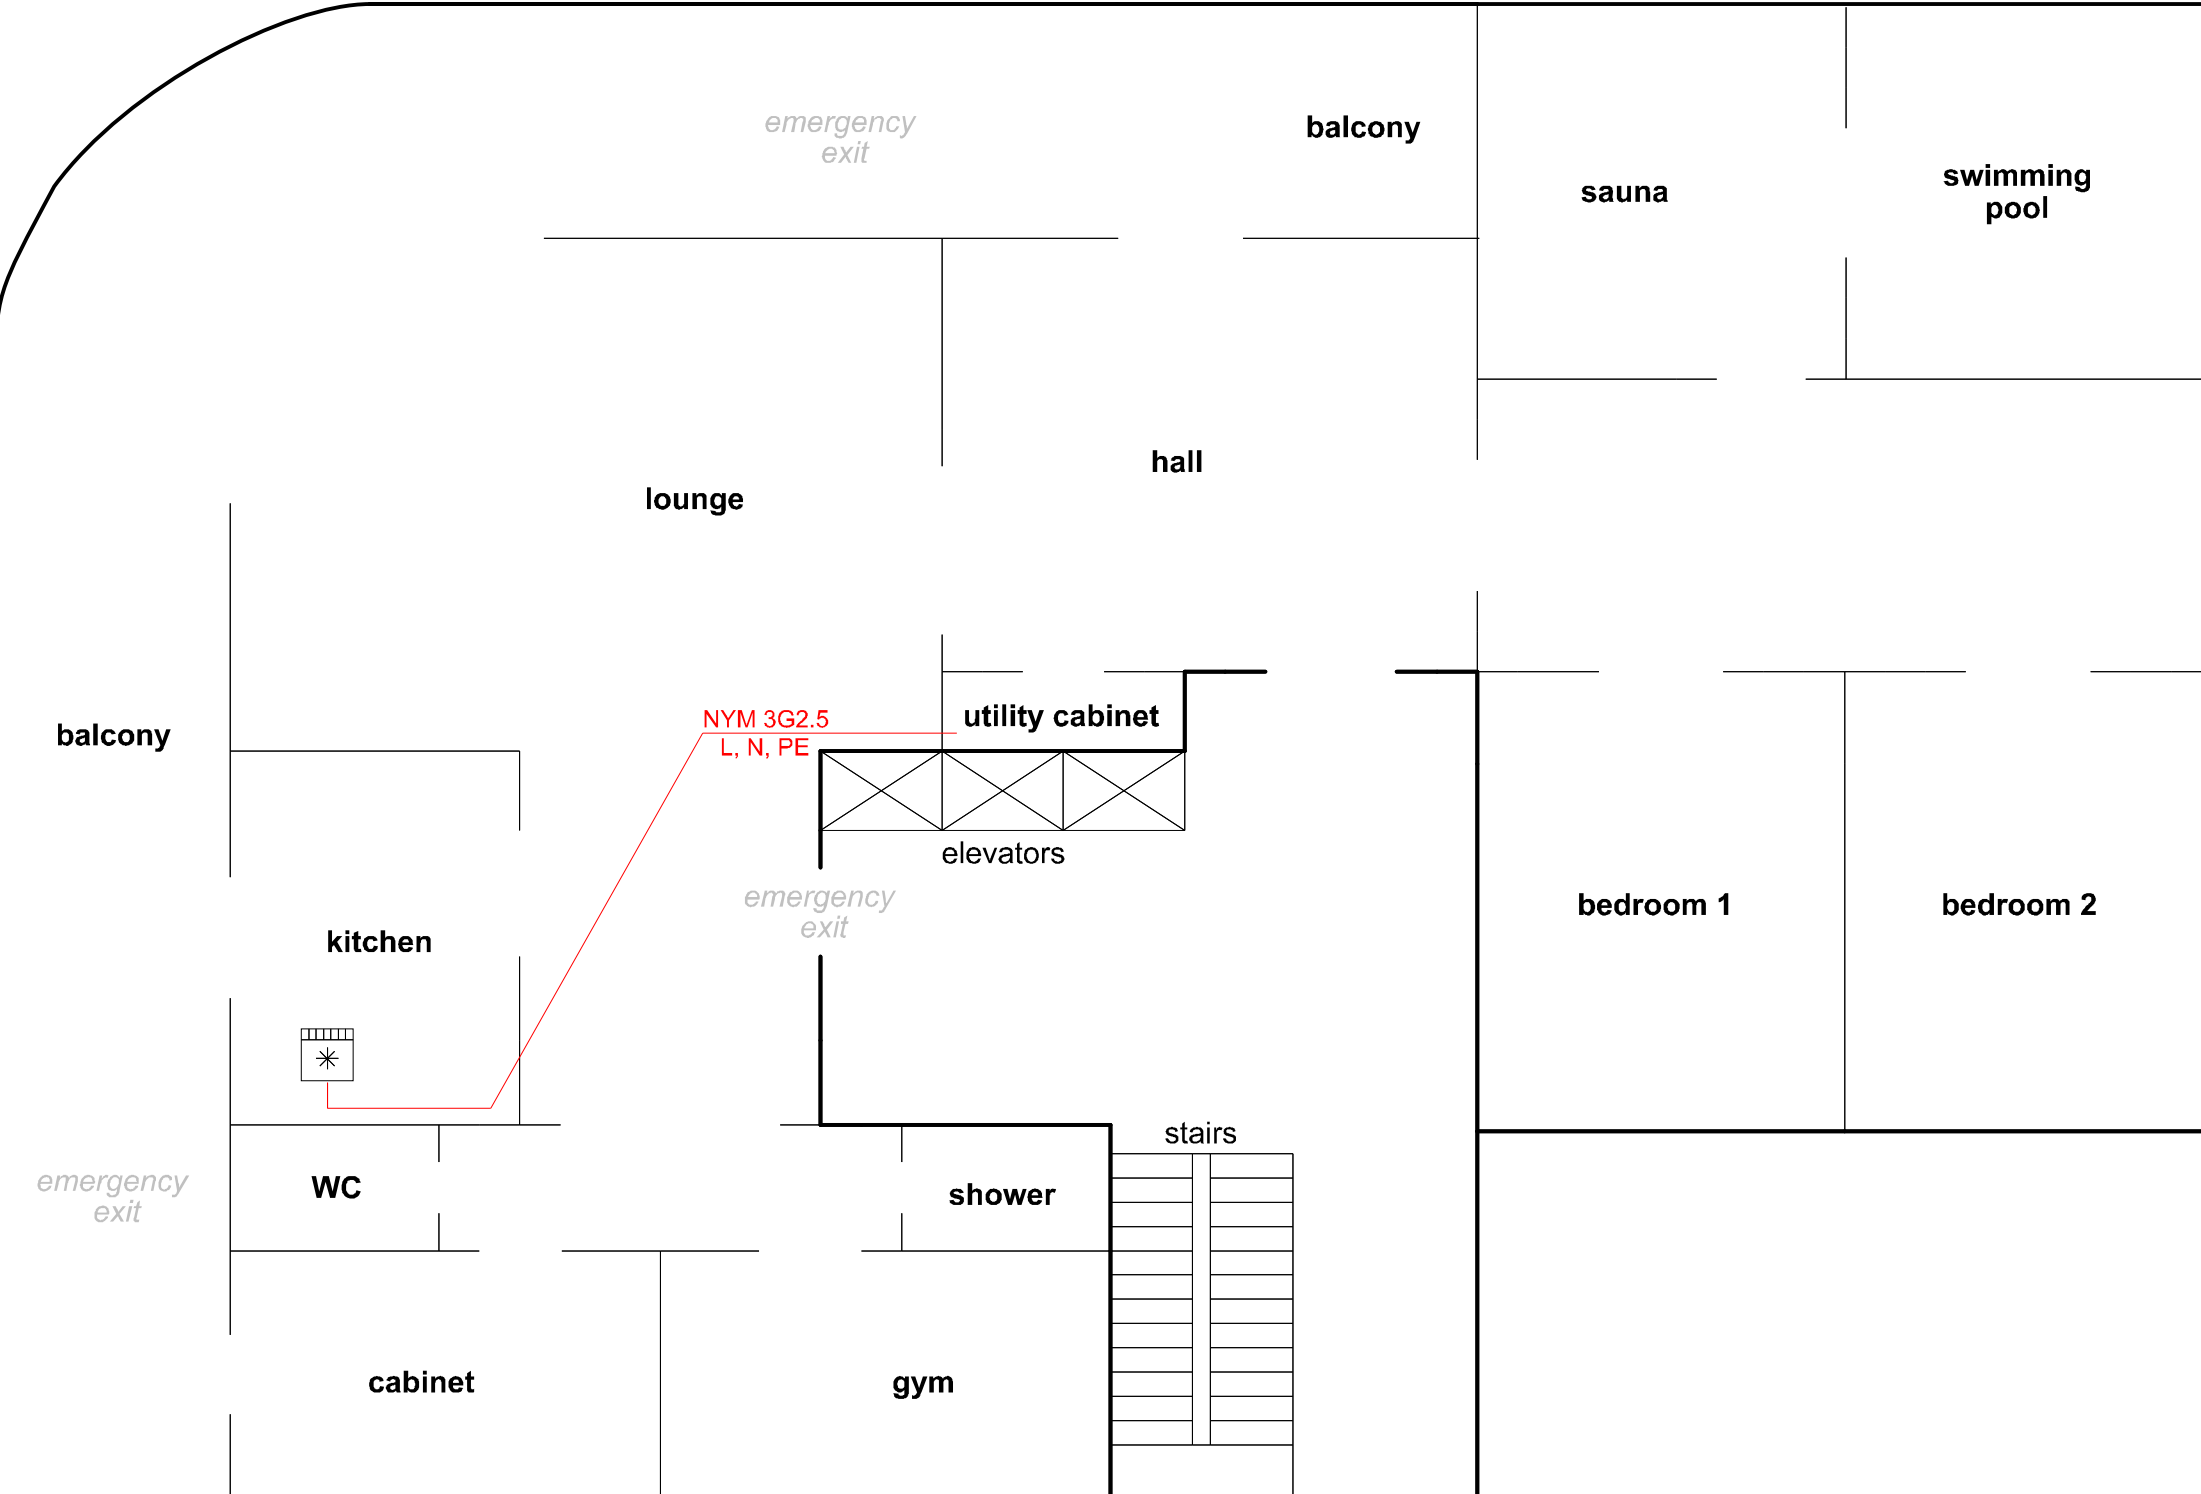 emergency
exit
balcony
sauna
swimming
pool
hall
lounge
NYM 3G2.5
L, N, PE
utility cabinet
balcony
elevators
emergency
exit
bedroom 1
bedroom 2
kitchen
stairs
emergency
exit
WC
shower
cabinet
gym